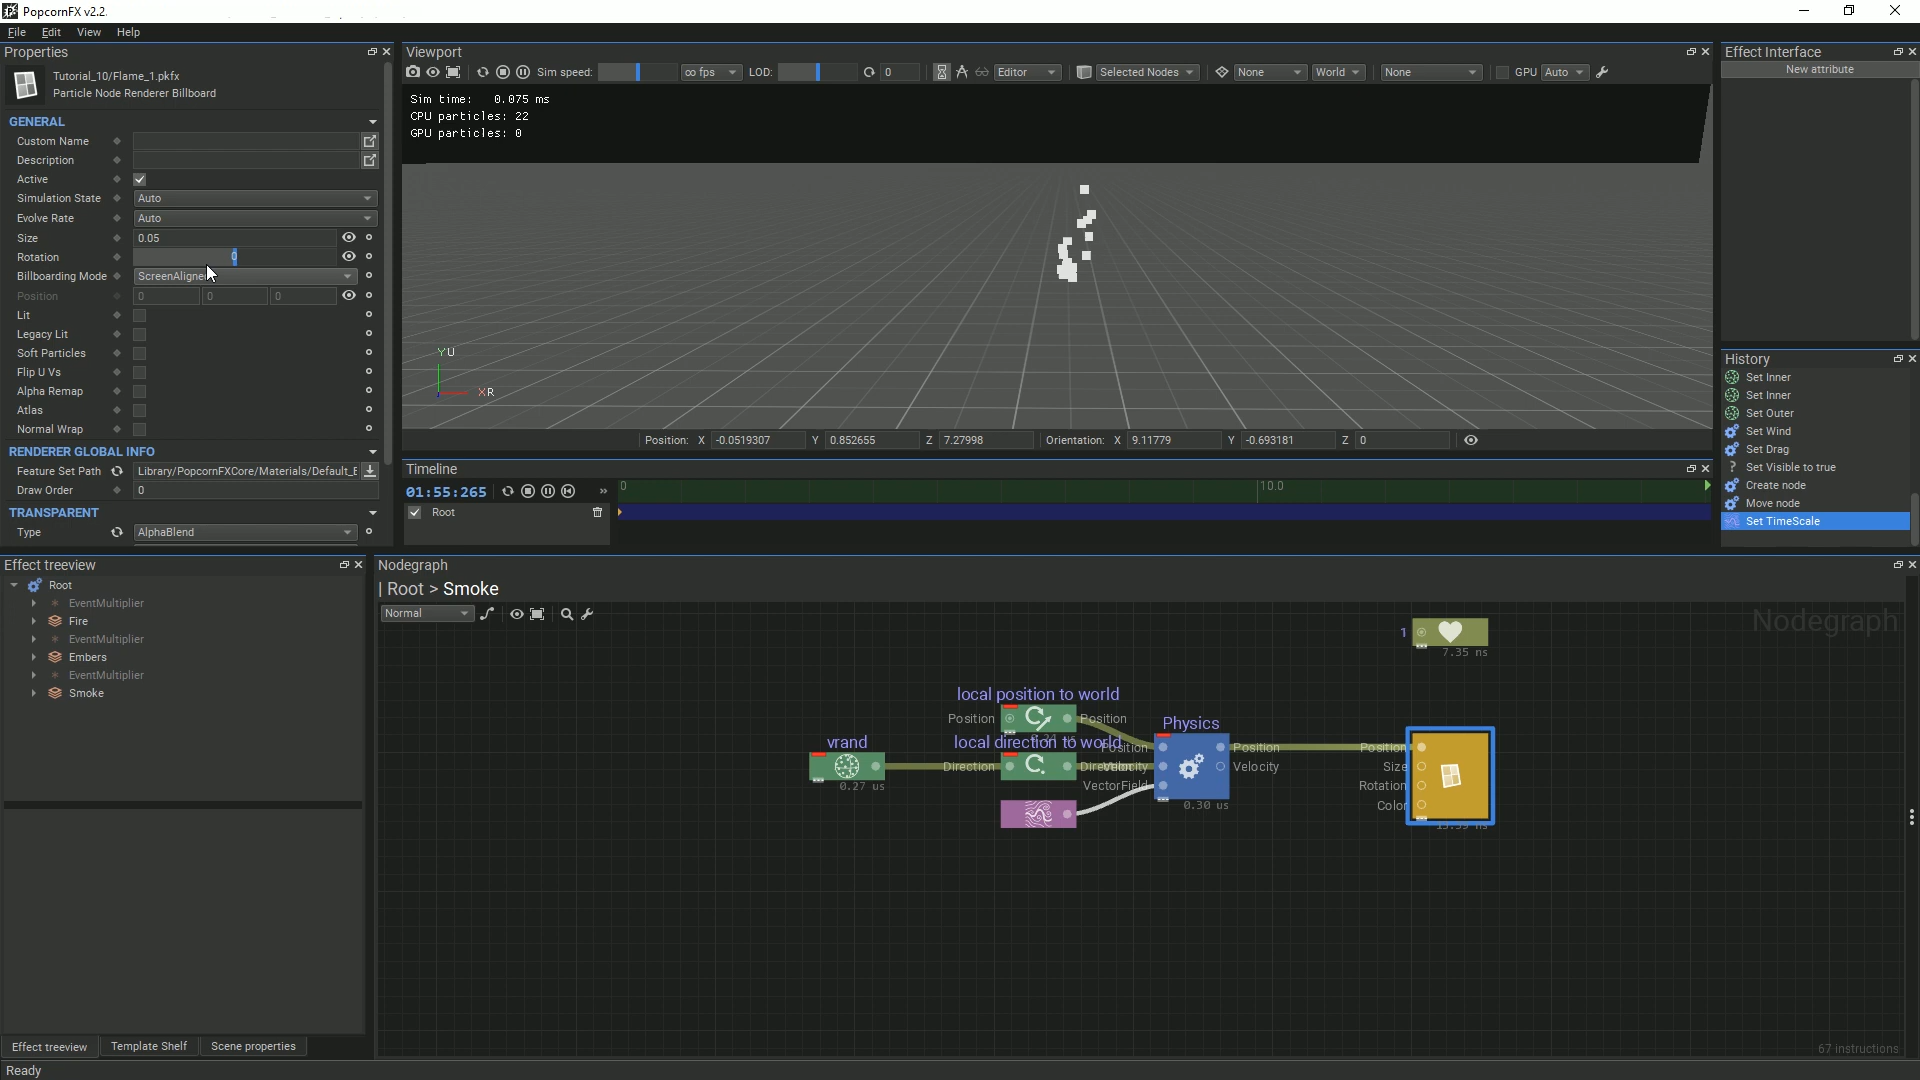 PopcornFX v2.2.
File Edit View Help
Properties
Tutorial_10/Flame_1.pkfx
Particle Node Renderer Billboard
GENERAL
Custom Name
Description
Active
Simulation State Auto
Evolve Rate Auto
Size 0.05
Rotation 0
Billboarding Mode ScreenAligne
Position 0 0 0
Lit
Legacy Lit
Soft Particles
Flip U Vs
Alpha Remap
Atlas
Normal Wrap
RENDERER GLOBAL INFO
Feature Set Path Library/PopcornFXCore/Materials/Default_E
Draw Order 0
TRANSPARENT
Type AlphaBlend
Viewport
Sim speed: ∞ fps LOD: 0 Editor Selected Nodes None World None GPU Auto
Sim time: 0.075 ms
CPU particles: 22
GPU particles: 0
YU
XR
Position: X -0.0519307 Y 0.852655 Z 7.27998 Orientation: X 9.11779 Y -0.693181 Z 0
Timeline
01:55:265 » 0 10.0
Root
Effect Interface
New attribute
History
Set Inner
Set Inner
Set Outer
Set Wind
Set Drag
? Set Visible to true
Create node
Move node
Set TimeScale
Effect treeview
Root
EventMultiplier
Fire
EventMultiplier
Embers
EventMultiplier
Smoke
Effect treeview Template Shelf Scene properties
Nodegraph
| Root > Smoke
Normal
Nodegraph
1
7.35 ns
local position to world
Position Position
Physics
vrand
local direction to world
Direction
0.27 us
Position
Velocity
VectorField
Position
Velocity
0.30 us
Position
Size
Rotation
Color
67 instructions
Ready